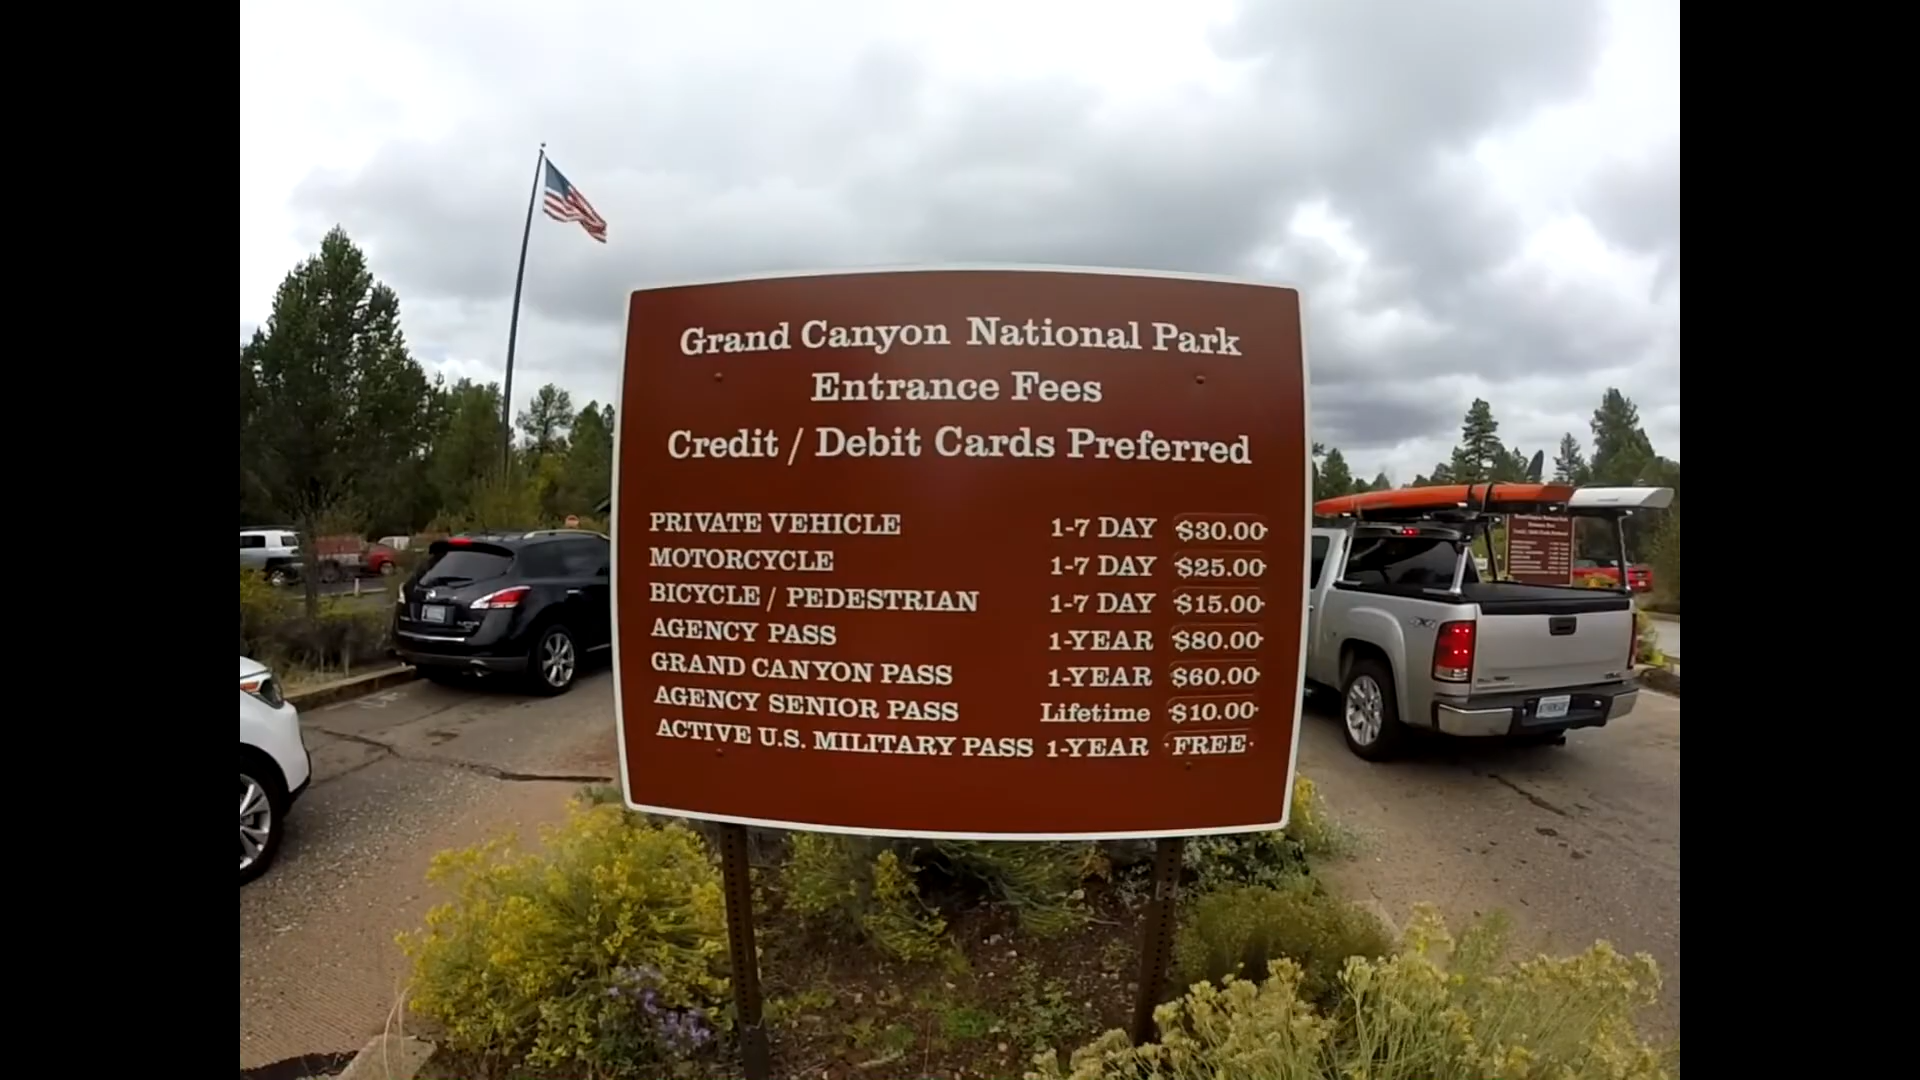 Grand Canyon National Park
Entrance Fees
Credit / Debit Cards Preferred
PRIVATE VEHICLE 1-7 DAY $30.00
MOTORCYCLE 1-7 DAY $25.00
BICYCLE / PEDESTRIAN 1-7 DAY $15.00
AGENCY PASS 1-YEAR $80.00
GRAND CANYON PASS 1-YEAR $60.00
AGENCY SENIOR PASS Lifetime $10.00
ACTIVE U.S. MILITARY PASS 1-YEAR FREE